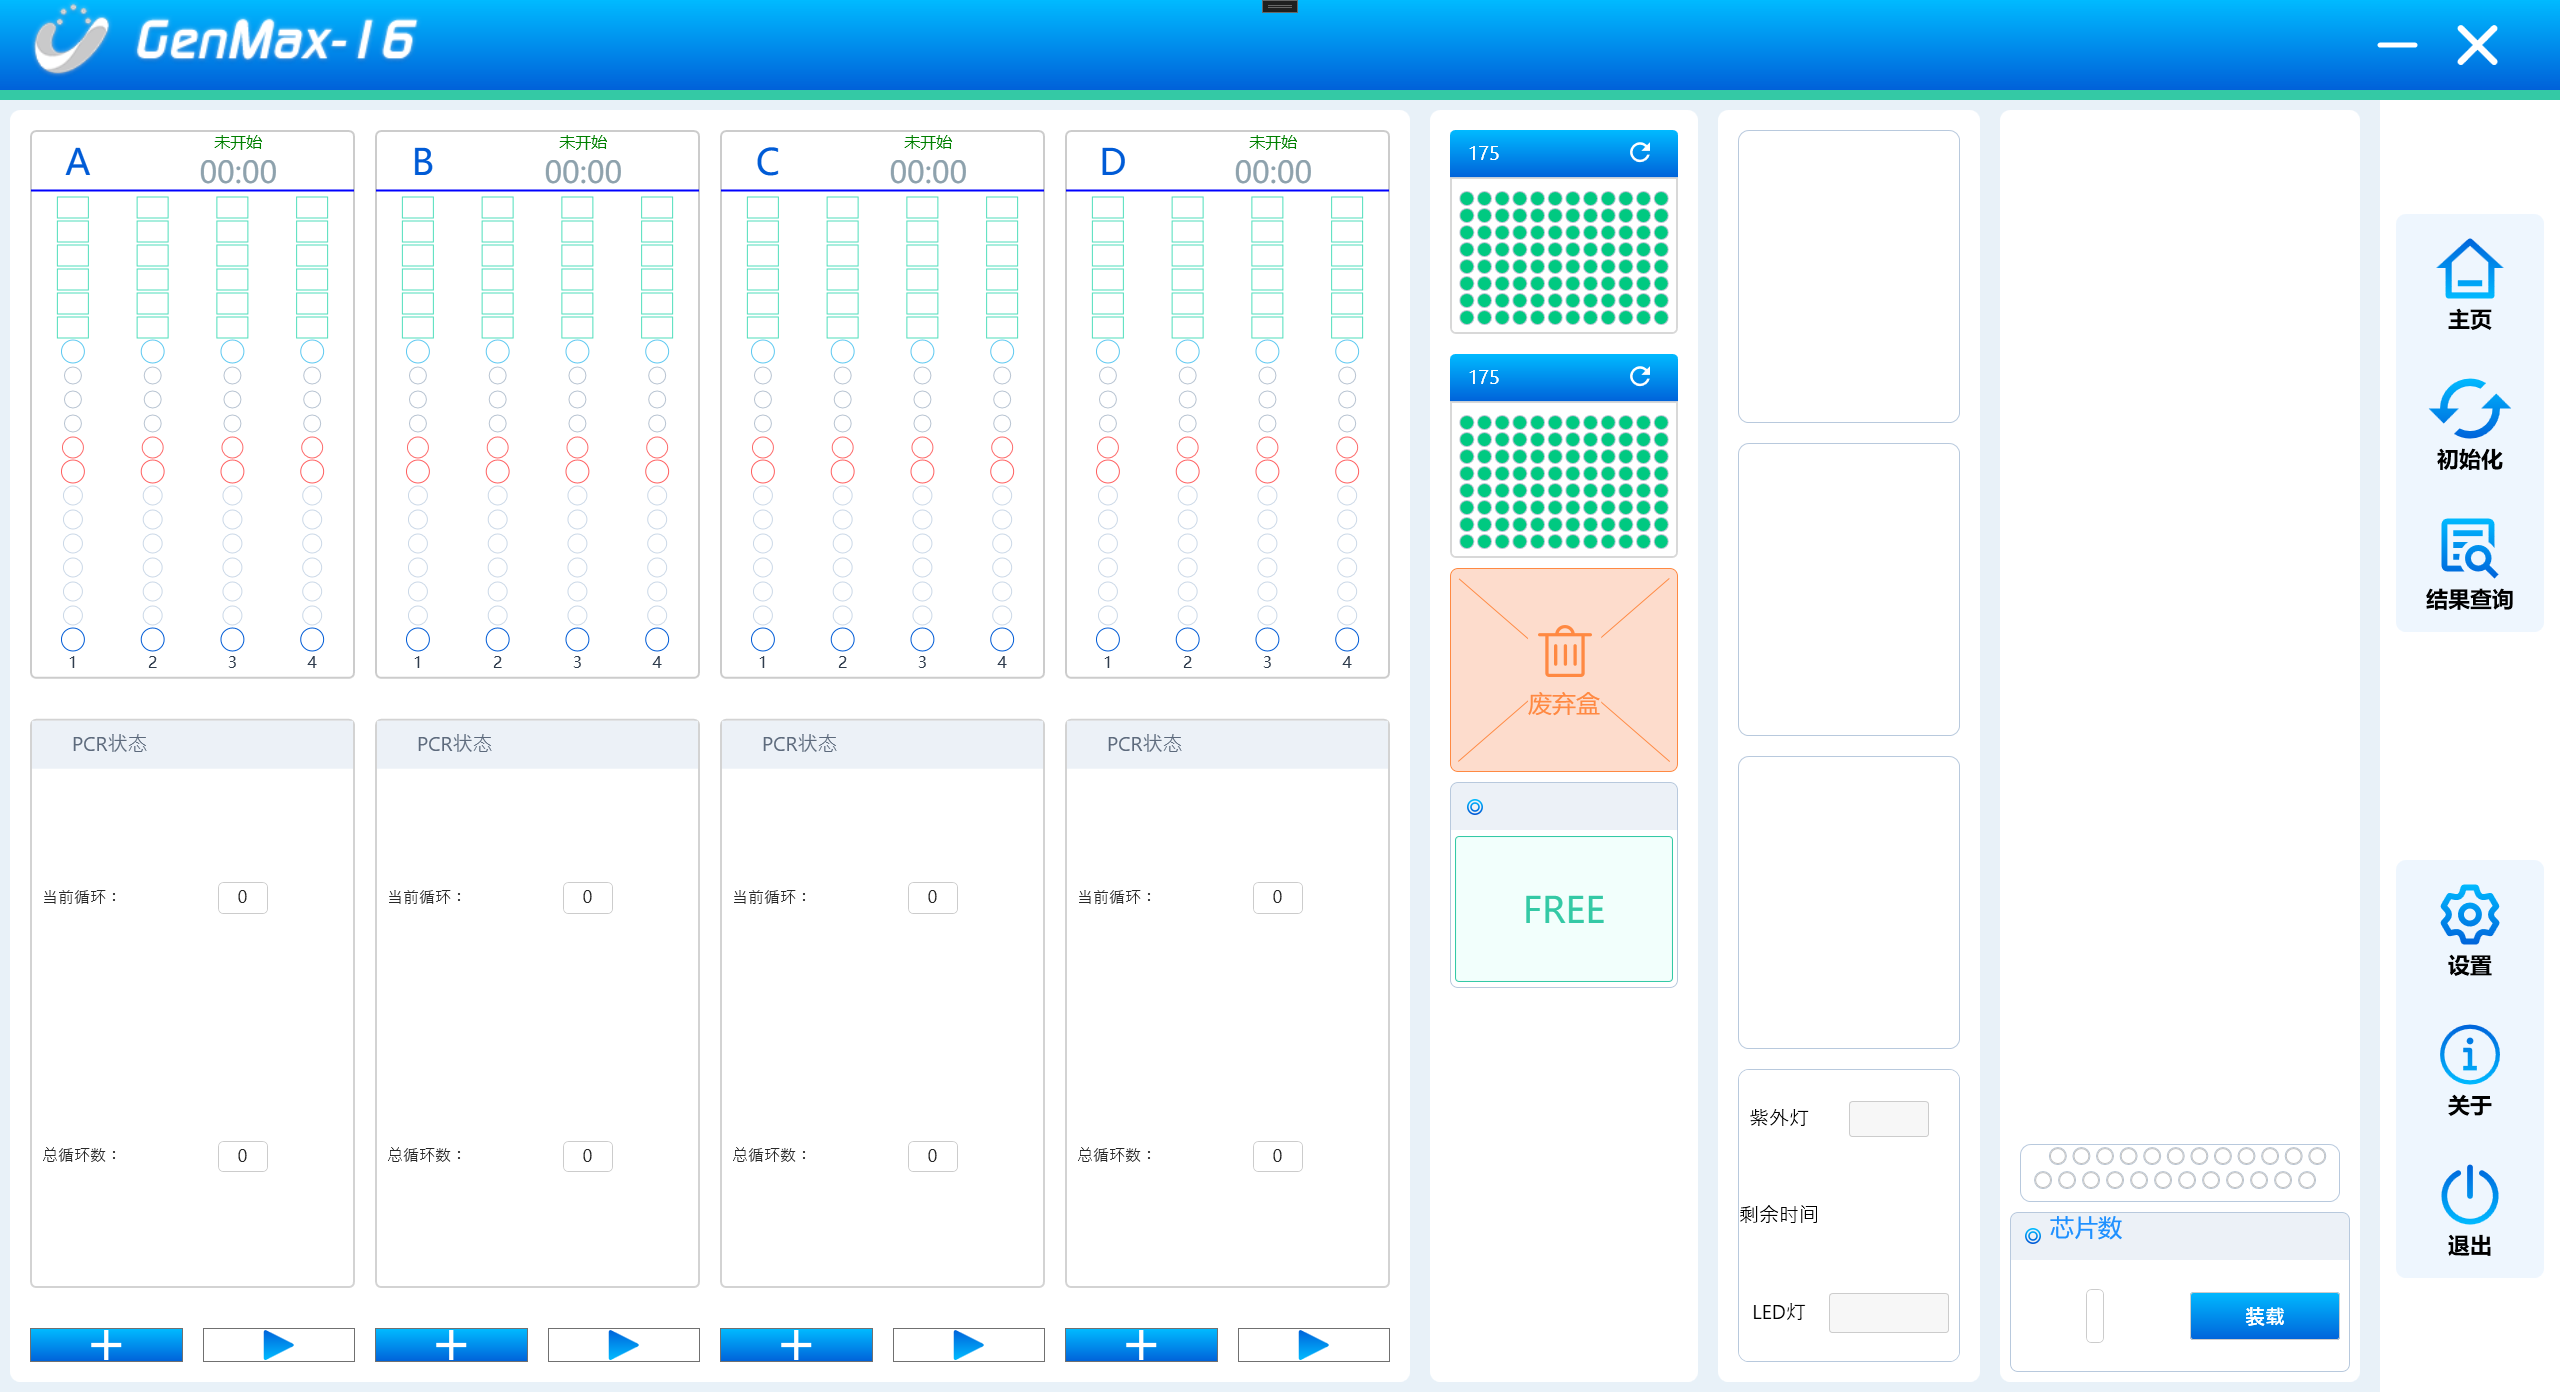 GenMax-16
A
未开始
00:00
1 2 3 4
B
未开始
00:00
1 2 3 4
C
未开始
00:00
1 2 3 4
D
未开始
00:00
1 2 3 4
PCR状态
当前循环： 0
总循环数： 0
PCR状态
当前循环： 0
总循环数： 0
PCR状态
当前循环： 0
总循环数： 0
PCR状态
当前循环： 0
总循环数： 0
175
175
废弃盒
FREE
紫外灯
剩余时间
LED灯
芯片数
装载
主页
初始化
结果查询
设置
关于
退出